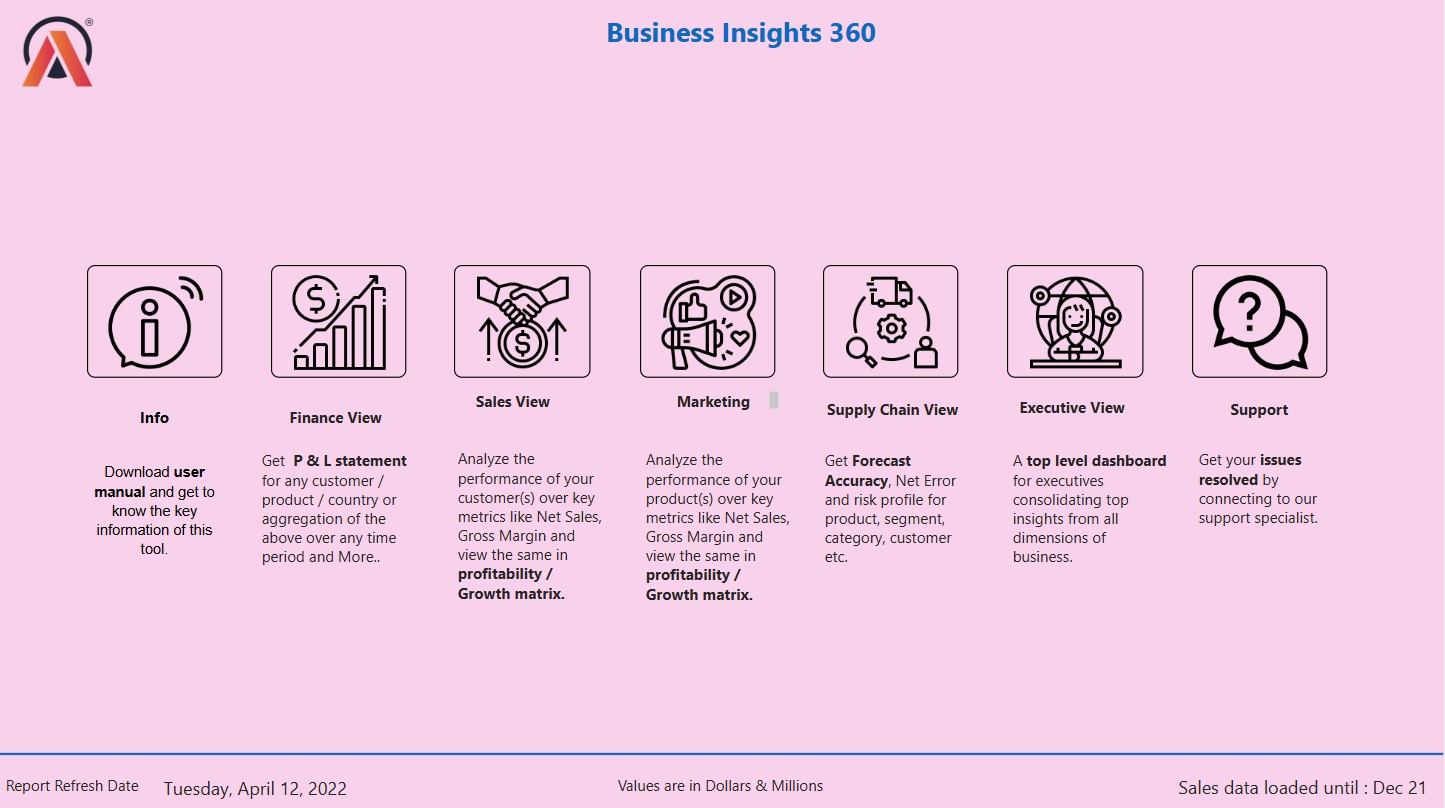 ®
Business Insights 360
Info
Download user
manual and get to
know the key
information of this
tool.
Finance View
Get P & L statement
for any customer /
product / country or
aggregation of the
above over any time
period and More..
Sales View
Analyze the
performance of your
customer(s) over key
metrics like Net Sales,
Gross Margin and
view the same in
profitability /
Growth matrix.
Marketing
Analyze the
performance of your
product(s) over key
metrics like Net Sales,
Gross Margin and
view the same in
profitability /
Growth matrix.
Supply Chain View
Get Forecast
Accuracy, Net Error
and risk profile for
product, segment,
category, customer
etc.
Executive View
A top level dashboard
for executives
consolidating top
insights from all
dimensions of
business.
Support
Get your issues
resolved by
connecting to our
support specialist.
Report Refresh Date
Tuesday, April 12, 2022
Values are in Dollars & Millions
Sales data loaded until : Dec 21